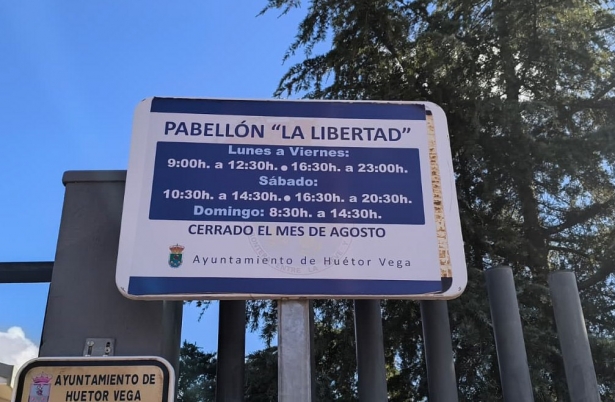 PABELLÓN "LA LIBERTAD"
Lunes a Viernes:
9:00h. a 12:30h. • 16:30h. a 23:00h.
Sábado:
10:30h. a 14:30h. • 16:30h. a 20:30h.
Domingo: 8:30h. a 14:30h.
CERRADO EL MES DE AGOSTO
Ayuntamiento de Huétor Vega
AYUNTAMIENTO DE
HUETOR VEGA